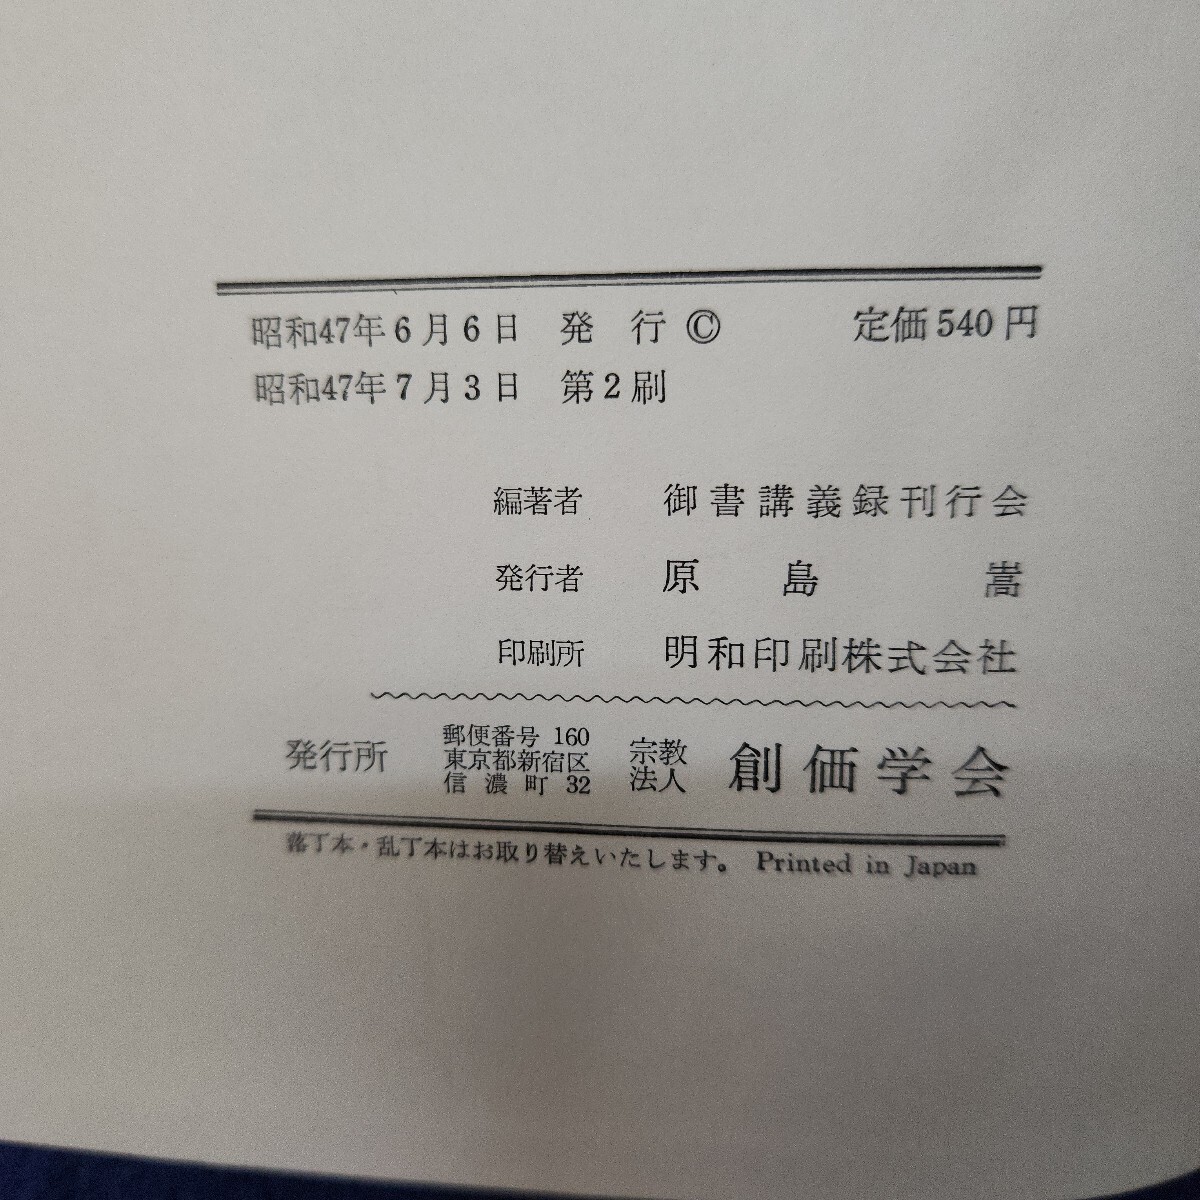 昭和47年6月6日 発 行 © 定価540円
昭和47年7月3日 第2刷
編著者 御書講義録刊行会
発行者 原島 嵩
印刷所 明和印刷株式会社
発行所 郵便番号 160 東京都新宿区 信濃町 32 宗教法人 創価学会
落丁本・乱丁本はお取り替えいたします。 Printed in Japan